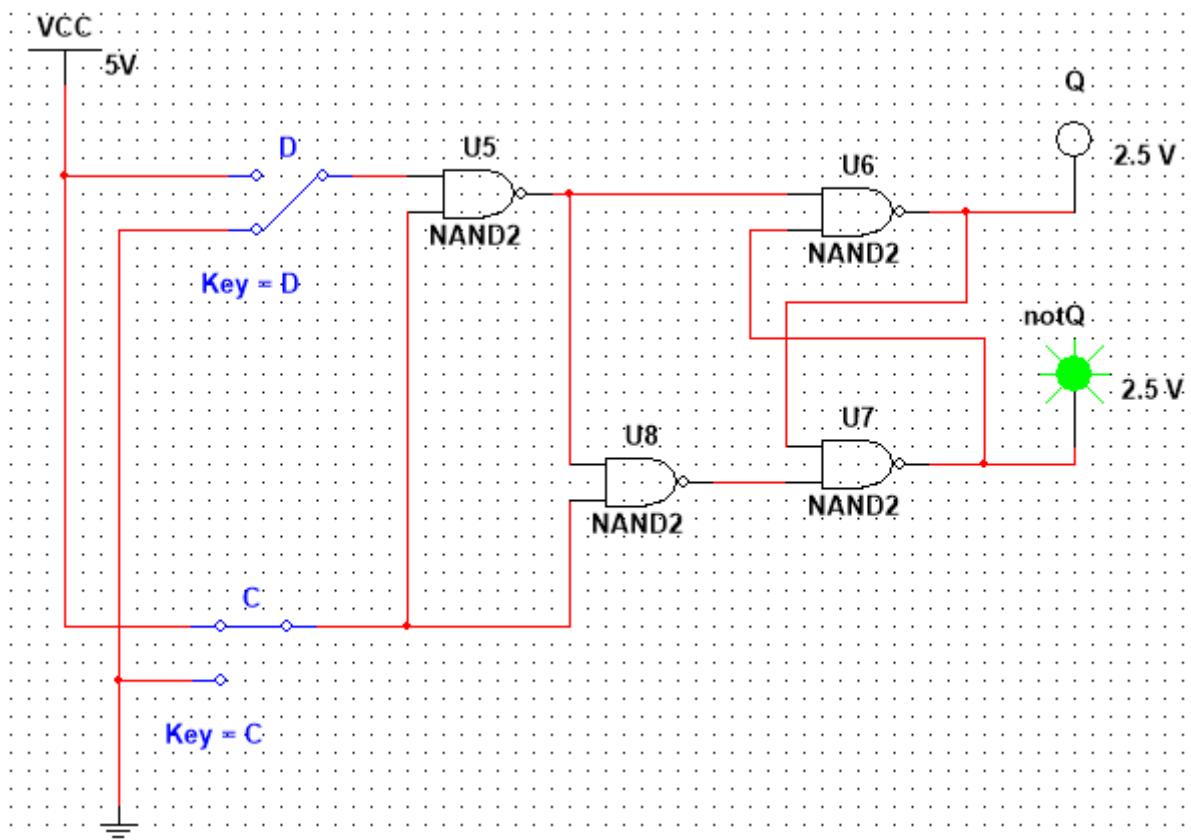 VCC
5V
D
Key = D
U5
NAND2
U6
NAND2
Q
2.5 V
notQ
2.5 V
U7
NAND2
U8
NAND2
C
Key = C